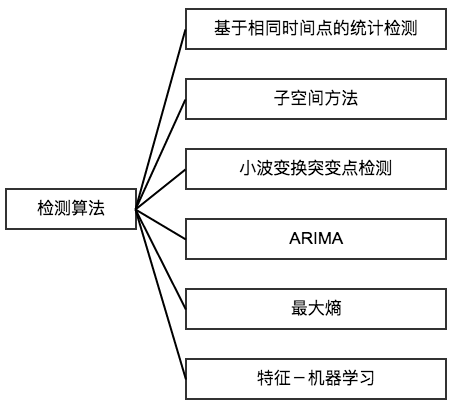 基于相同时间点的统计检测
子空间方法
小波变换突变点检测
检测算法
ARIMA
最大熵
特征－机器学习